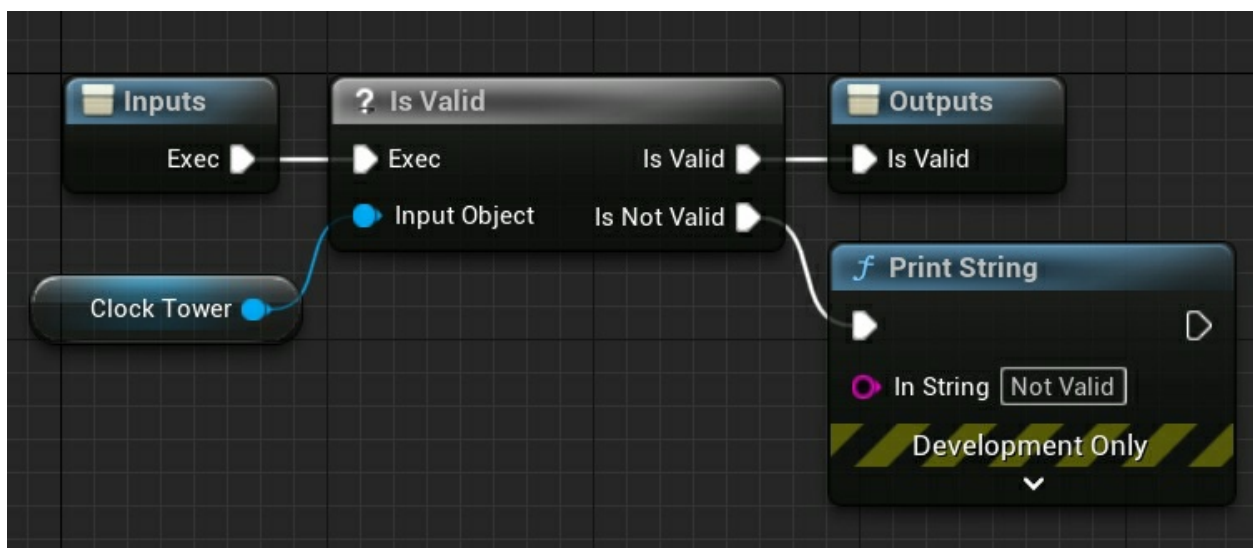 Inputs
Exec
? Is Valid
Exec
Is Valid
Input Object
Is Not Valid
Outputs
Is Valid
Clock Tower
f Print String
In String Not Valid
Development Only